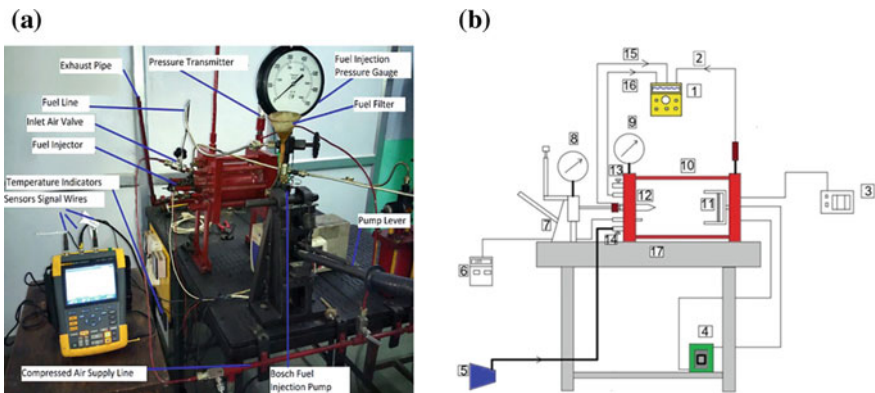 (a)
Exhaust Pipe
Pressure Transmitter
Fuel Injection
Pressure Gauge
Fuel Line
Fuel Filter
Inlet Air Valve
Fuel Injector
Temperature Indicators
Sensors Signal Wires
Pump Lever
Compressed Air Supply Line
Bosch Fuel
Injection Pump
(b)
15
2
16
1
9
8
10
13
12
11
3
7
14
17
6
4
5